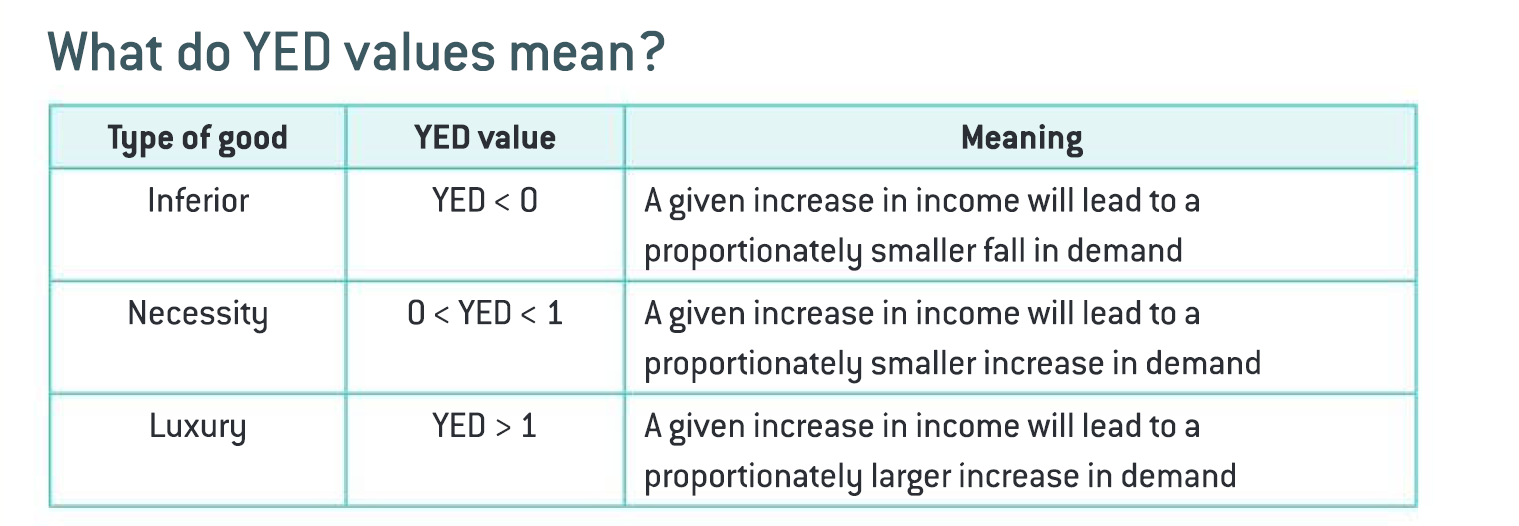 What do YED values mean?
Type of good YED value Meaning
Inferior YED < 0 A given increase in income will lead to a
proportionately smaller fall in demand
Necessity 0 < YED < 1 A given increase in income will lead to a
proportionately smaller increase in demand
Luxury YED > 1 A given increase in income will lead to a
proportionately larger increase in demand